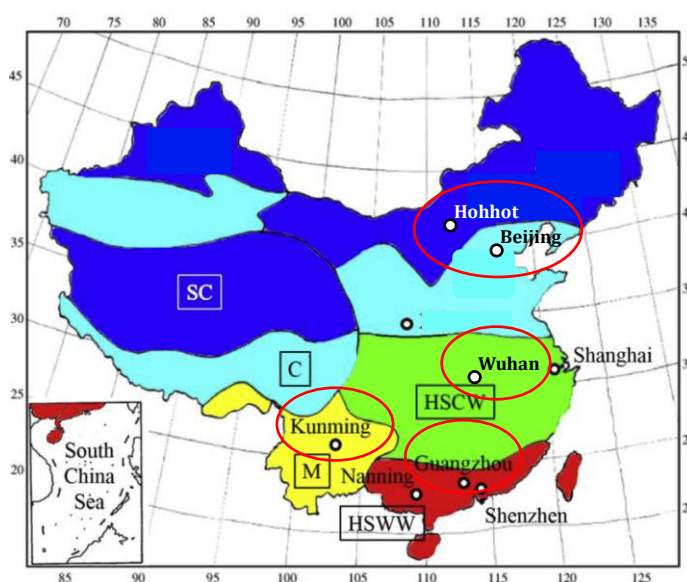 70 75 80 85 90 95 100 105 110 115 120 125 130 135
45
40
Hohhot
35
Beijing
SC
30
Wuhan
Shanghai
C
25
HSCW
Kunming
South
China
Sea
20
M
Nanning
Guangzhou
HSWW
Shenzhen
85 90 95 100 105 110 115 120 125